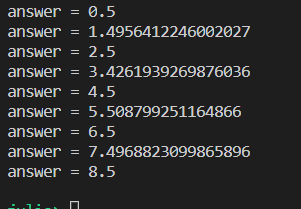 answer = 0.5
answer = 1.4956412246002027
answer = 2.5
answer = 3.4261939269876036
answer = 4.5
answer = 5.508799251164866
answer = 6.5
answer = 7.4968823099865896
answer = 8.5
julia>